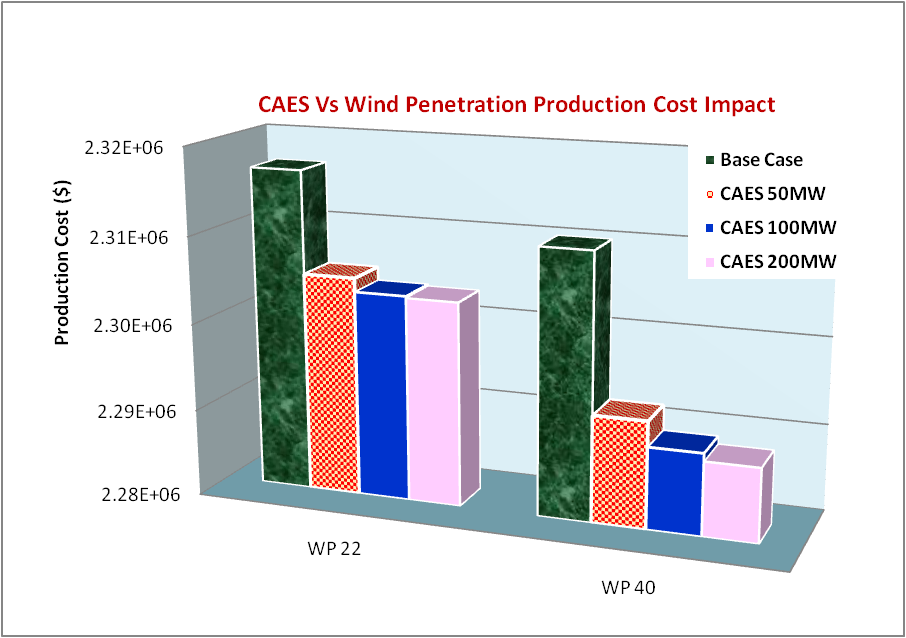 CAES Vs Wind Penetration Production Cost Impact
Production Cost ($)
2.32E+06
2.31E+06
2.30E+06
2.29E+06
2.28E+06
Base Case
CAES 50MW
CAES 100MW
CAES 200MW
WP 22
WP 40